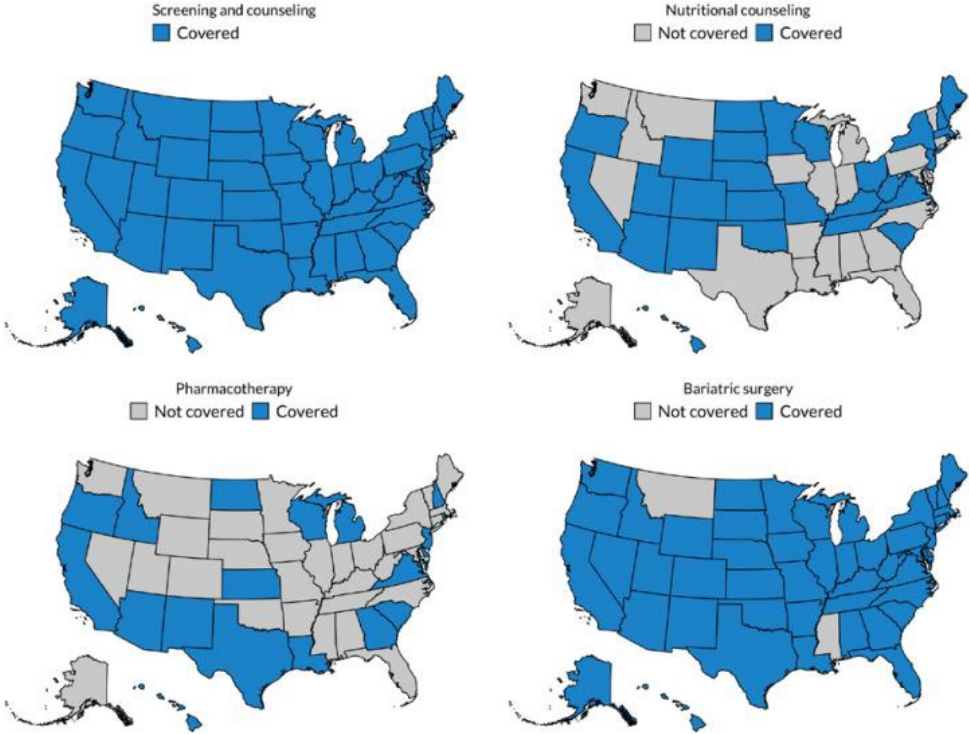 Screening and counseling
Covered
Nutritional counseling
Not covered Covered
Pharmacotherapy
Not covered Covered
Bariatric surgery
Not covered Covered